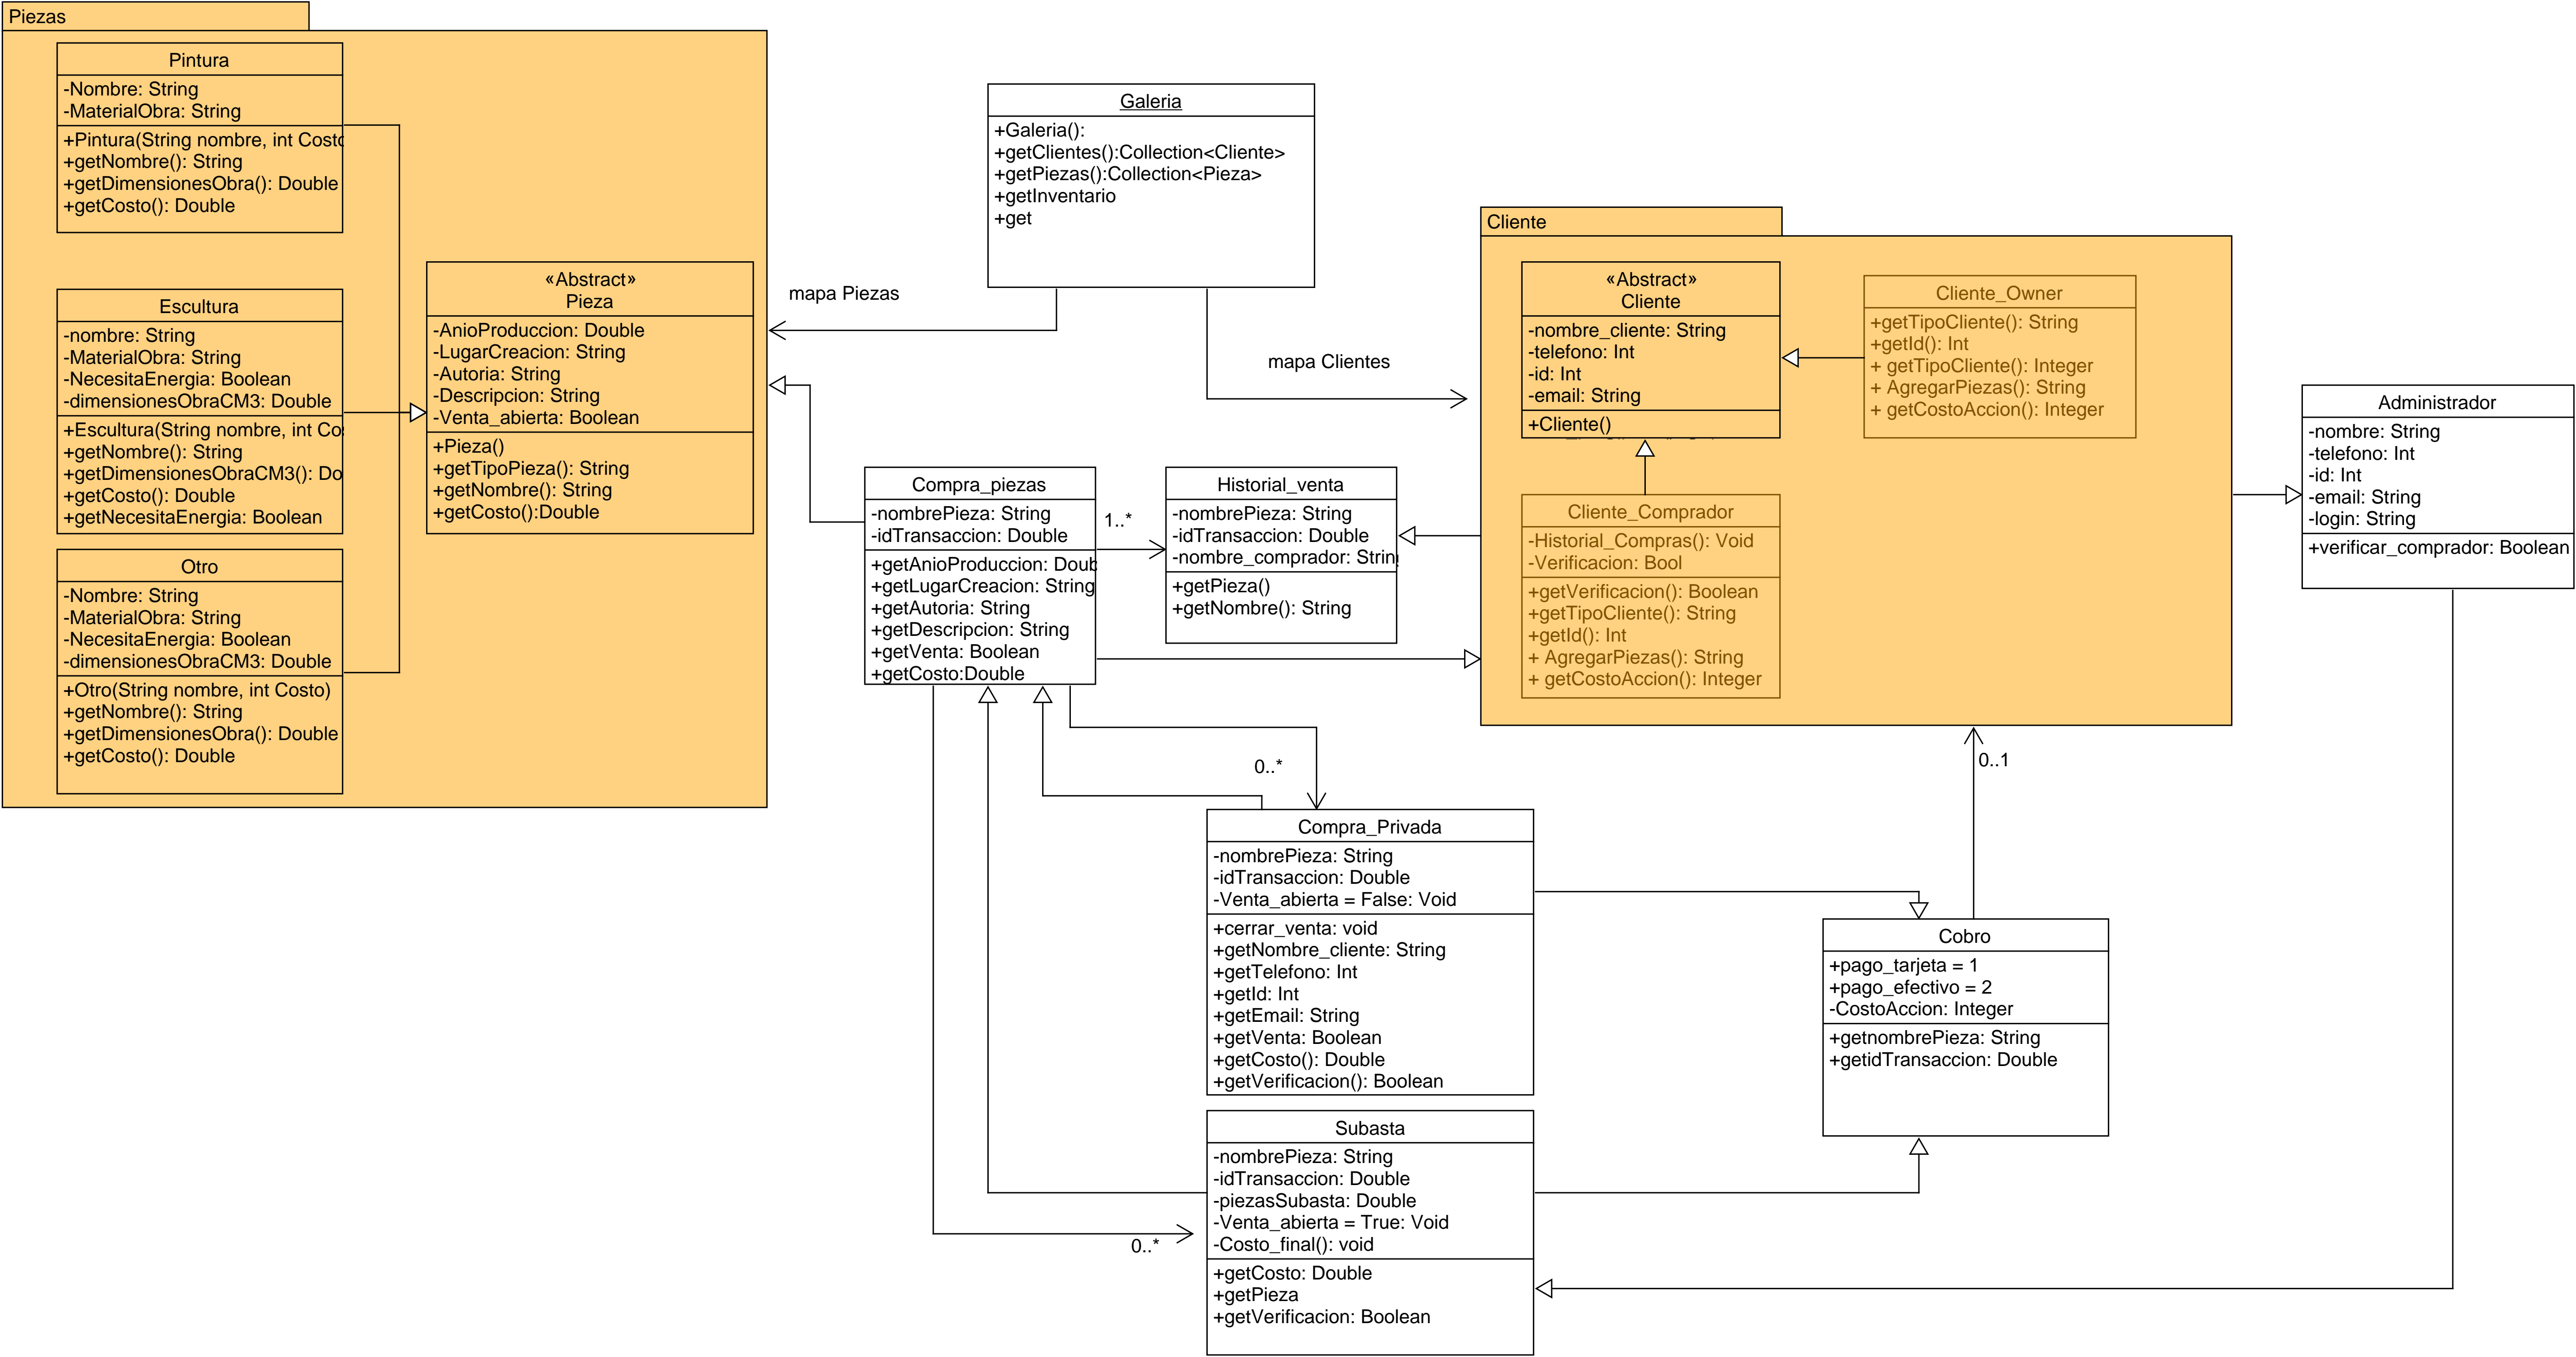 Piezas
Pintura
-Nombre: String
-MaterialObra: String
+Pintura(String nombre, int Costo
+getNombre(): String
+getDimensionesObra(): Double
+getCosto(): Double
Escultura
-nombre: String
-MaterialObra: String
-NecesitaEnergia: Boolean
-dimensionesObraCM3: Double
+Escultura(String nombre, int Co
+getNombre(): String
+getDimensionesObraCM3(): Do
+getCosto(): Double
+getNecesitaEnergia: Boolean
Otro
-Nombre: String
-MaterialObra: String
-NecesitaEnergia: Boolean
-dimensionesObraCM3: Double
+Otro(String nombre, int Costo)
+getNombre(): String
+getDimensionesObra(): Double
+getCosto(): Double
«Abstract»
Pieza
-AnioProduccion: Double
-LugarCreacion: String
-Autoria: String
-Descripcion: String
-Venta_abierta: Boolean
+Pieza()
+getTipoPieza(): String
+getNombre(): String
+getCosto():Double
mapa Piezas
Galeria
+Galeria():
+getClientes():Collection<Cliente>
+getPiezas():Collection<Pieza>
+getInventario
+get
mapa Clientes
Compra_piezas
-nombrePieza: String
-idTransaccion: Double
+getAnioProduccion: Doub
+getLugarCreacion: String
+getAutoria: String
+getDescripcion: String
+getVenta: Boolean
+getCosto:Double
1..*
Historial_venta
-nombrePieza: String
-idTransaccion: Double
-nombre_comprador: String
+getPieza()
+getNombre(): String
Cliente
«Abstract»
Cliente
-nombre_cliente: String
-telefono: Int
-id: Int
-email: String
+Cliente()
Cliente_Owner
+getTipoCliente(): String
+getId(): Int
+ getTipoCliente(): Integer
+ AgregarPiezas(): String
+ getCostoAccion(): Integer
Cliente_Comprador
-Historial_Compras(): Void
-Verificacion: Bool
+getVerificacion(): Boolean
+getTipoCliente(): String
+getId(): Int
+ AgregarPiezas(): String
+ getCostoAccion(): Integer
Administrador
-nombre: String
-telefono: Int
-id: Int
-email: String
-login: String
+verificar_comprador: Boolean
0..*
0..1
Compra_Privada
-nombrePieza: String
-idTransaccion: Double
-Venta_abierta = False: Void
+cerrar_venta: void
+getNombre_cliente: String
+getTelefono: Int
+getId: Int
+getEmail: String
+getVenta: Boolean
+getCosto(): Double
+getVerificacion(): Boolean
Cobro
+pago_tarjeta = 1
+pago_efectivo = 2
-CostoAccion: Integer
+getnombrePieza: String
+getidTransaccion: Double
Subasta
-nombrePieza: String
-idTransaccion: Double
-piezasSubasta: Double
-Venta_abierta = True: Void
-Costo_final(): void
+getCosto: Double
+getPieza
+getVerificacion: Boolean
0..*